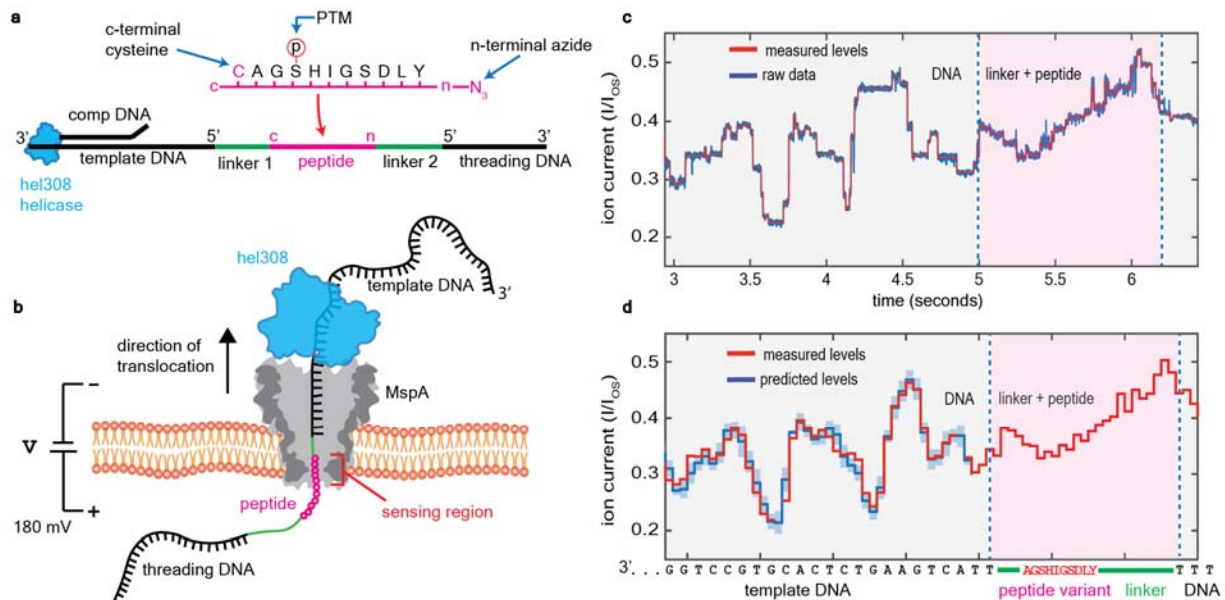 a
PTM
c-terminal
cysteine
p
n-terminal azide
C A G S H I G S D L Y
c n N3
comp DNA
3' 5' c n 5' 3'
template DNA linker 1 peptide linker 2 threading DNA
hel308
helicase
b
hel308
template DNA
3'
direction of
translocation
MspA
−
V
+
180 mV
peptide
sensing region
threading DNA
c
ion current (I/IOS)
0.5
0.4
0.3
0.2
measured levels
raw data
DNA
linker + peptide
3 3.5 4 4.5 5 5.5 6
time (seconds)
d
ion current (I/IOS)
0.5
0.4
0.3
0.2
measured levels
predicted levels
DNA
linker + peptide
3'...G G T C C G T G C A C T C T G A A G T C A T T AGSHIGSDLY T T T
template DNA peptide variant linker DNA